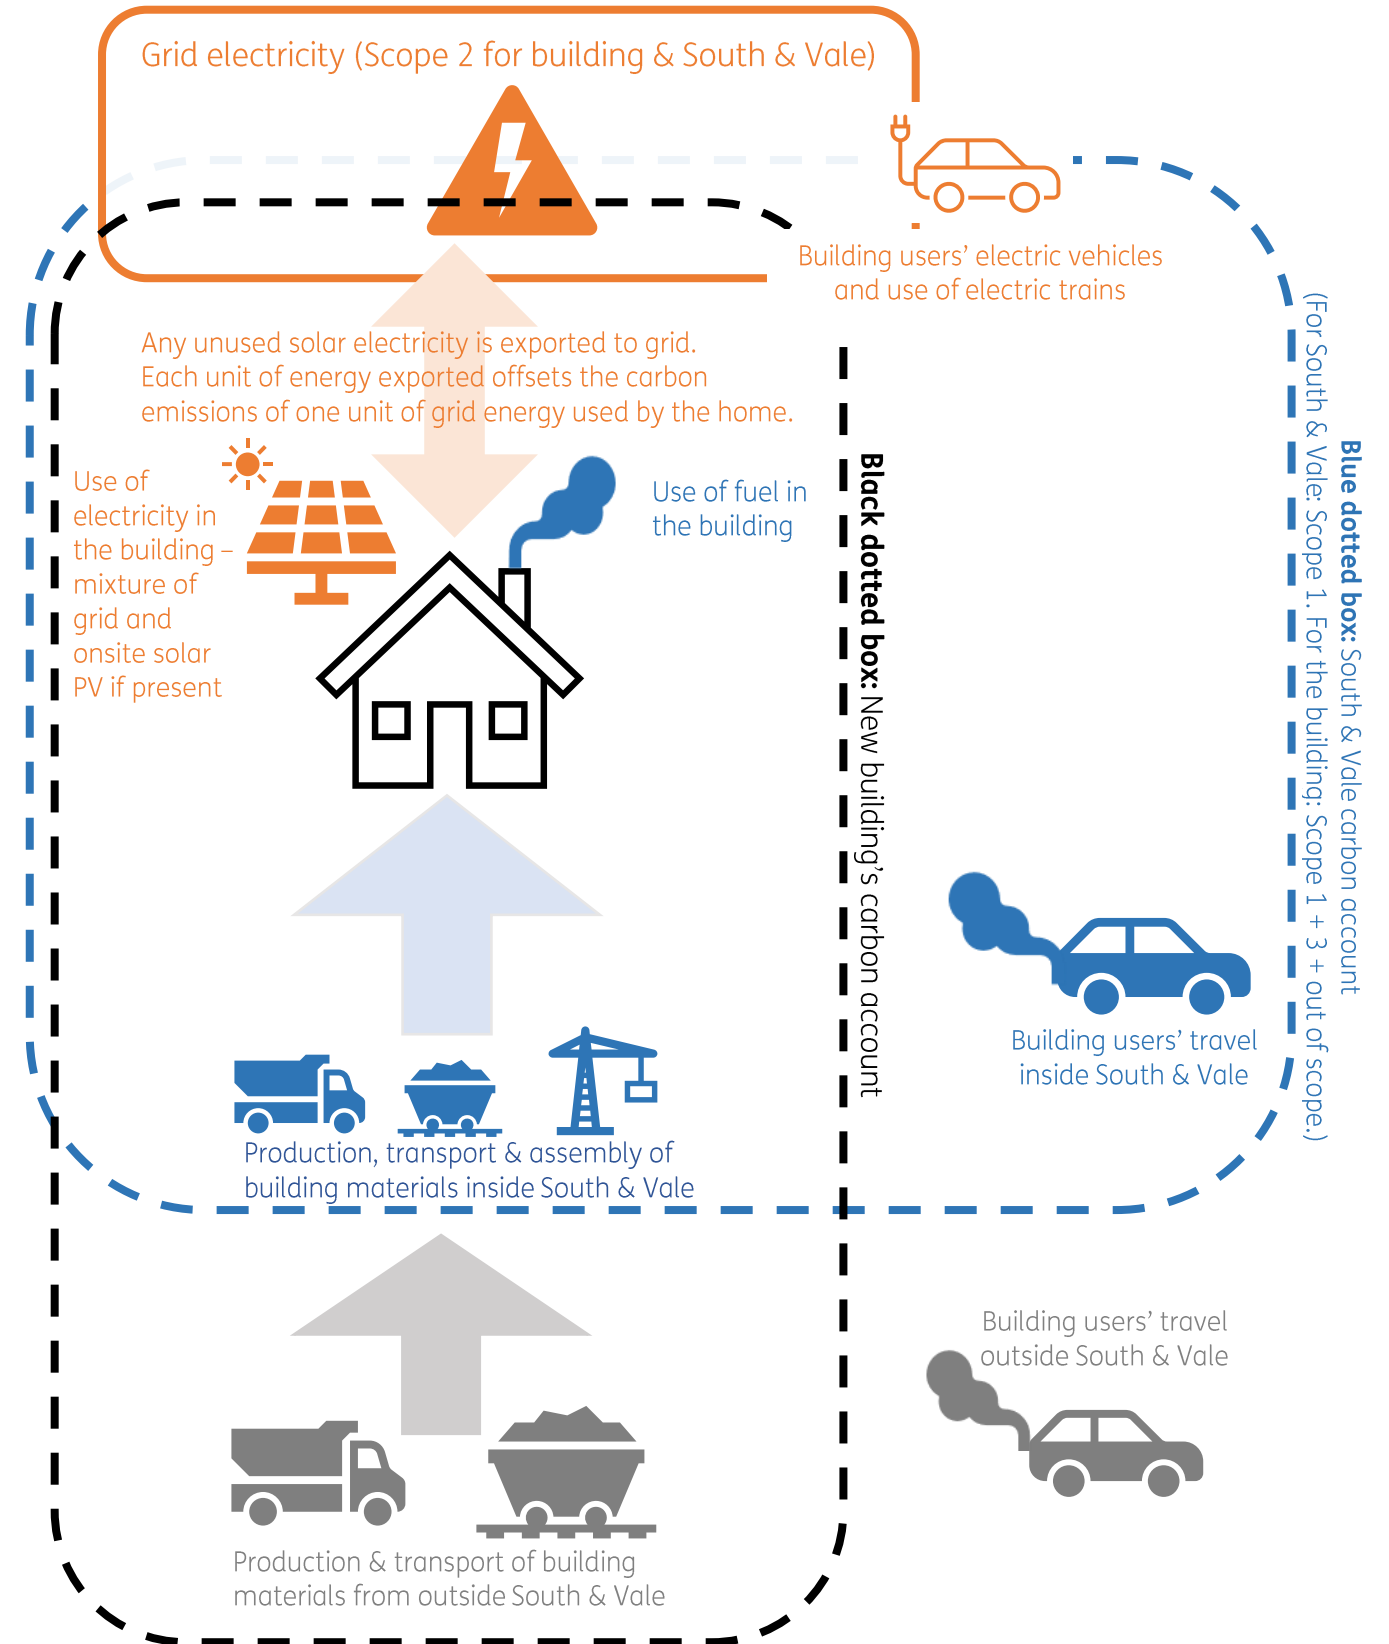 Grid electricity (Scope 2 for building & South & Vale)
Building users’ electric vehicles
and use of electric trains
Any unused solar electricity is exported to grid.
Each unit of energy exported offsets the carbon
emissions of one unit of grid energy used by the home.
Use of
electricity in
the building –
mixture of
grid and
onsite solar
PV if present
Use of fuel in
the building
Black dotted box: New building’s carbon account
Blue dotted box: South & Vale carbon account
(For South & Vale: Scope 1. For the building: Scope 1 + 3 + out of scope.)
Building users’ travel
inside South & Vale
Production, transport & assembly of
building materials inside South & Vale
Building users’ travel
outside South & Vale
Production & transport of building
materials from outside South & Vale